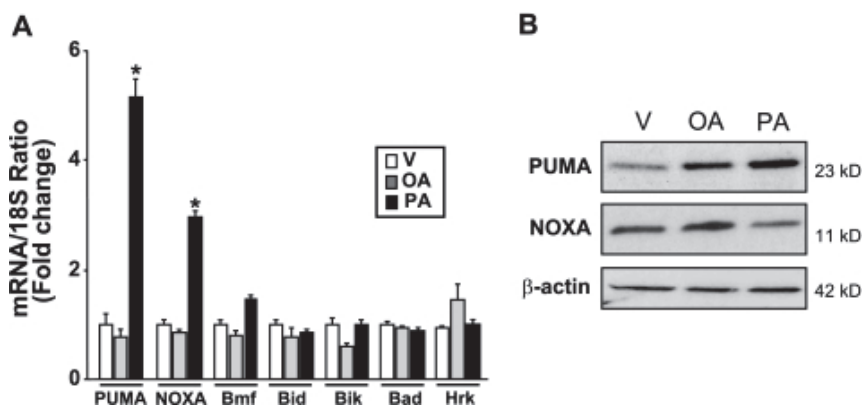 A
mRNA/18S Ratio
(Fold change)
6
4
2
0
*
*
V
OA
PA
PUMA NOXA Bmf Bid Bik Bad Hrk
B
V OA PA
PUMA 23 kD
NOXA 11 kD
β-actin 42 kD